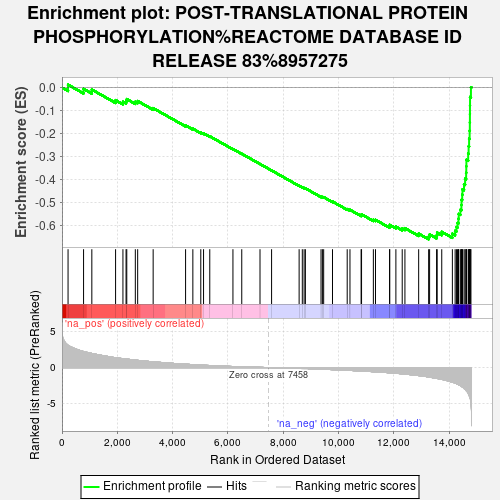 Enrichment plot: POST-TRANSLATIONAL PROTEIN
PHOSPHORYLATION%REACTOME DATABASE ID
RELEASE 83%8957275
Enrichment score (ES)
0.0
-0.1
-0.2
-0.3
-0.4
-0.5
-0.6
'na_pos' (positively correlated)
Ranked list metric (PreRanked)
5
0
-5
Zero cross at 7458
'na_neg' (negatively correlated)
0
2,000
4,000
6,000
8,000
10,000
12,000
14,000
Rank in Ordered Dataset
Enrichment profile
Hits
Ranking metric scores